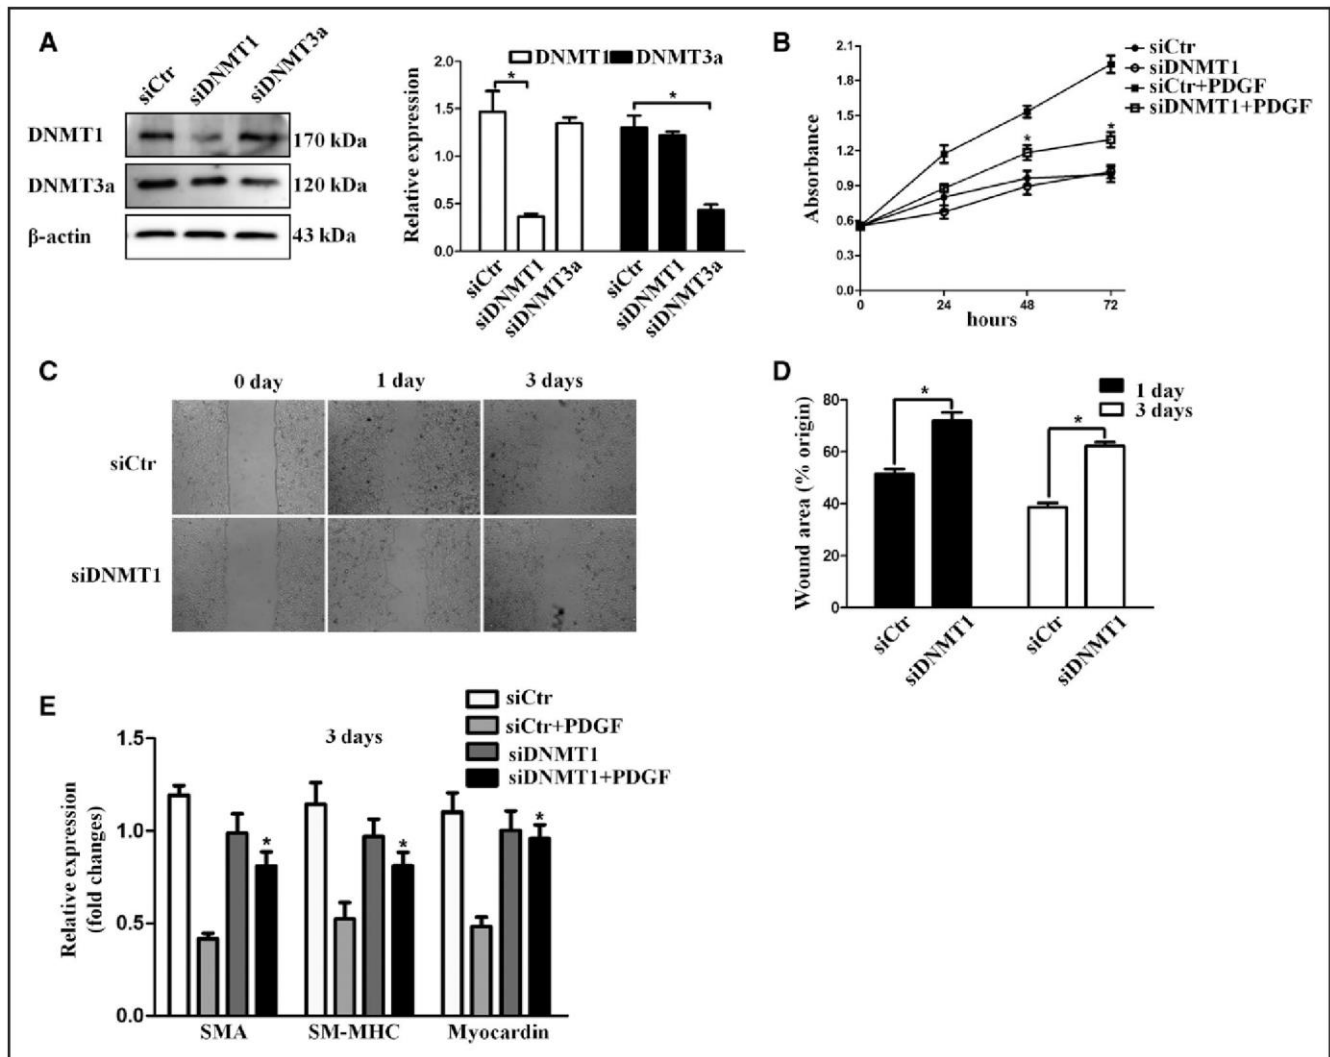 A
siCtr
siDNMT1
siDNMT3a
DNMT1
170 kDa
DNMT3a
120 kDa
β-actin
43 kDa
DNMT1
DNMT3a
Relative expression
2.0
1.5
1.0
0.5
0.0
*
*
siCtr
siDNMT1
siDNMT3a
siCtr
siDNMT1
siDNMT3a
B
Absorbance
2.1
1.8
1.5
1.2
0.9
0.6
0.3
0.0
*
*
0
24
48
72
hours
siCtr
siDNMT1
siCtr+PDGF
siDNMT1+PDGF
C
0 day
1 day
3 days
siCtr
siDNMT1
D
1 day
3 days
Wound area (% origin)
80
60
40
20
0
*
*
siCtr
siDNMT1
siCtr
siDNMT1
E
3 days
siCtr
siCtr+PDGF
siDNMT1
siDNMT1+PDGF
Relative expression
(fold changes)
1.5
1.0
0.5
0.0
*
*
*
SMA
SM-MHC
Myocardin